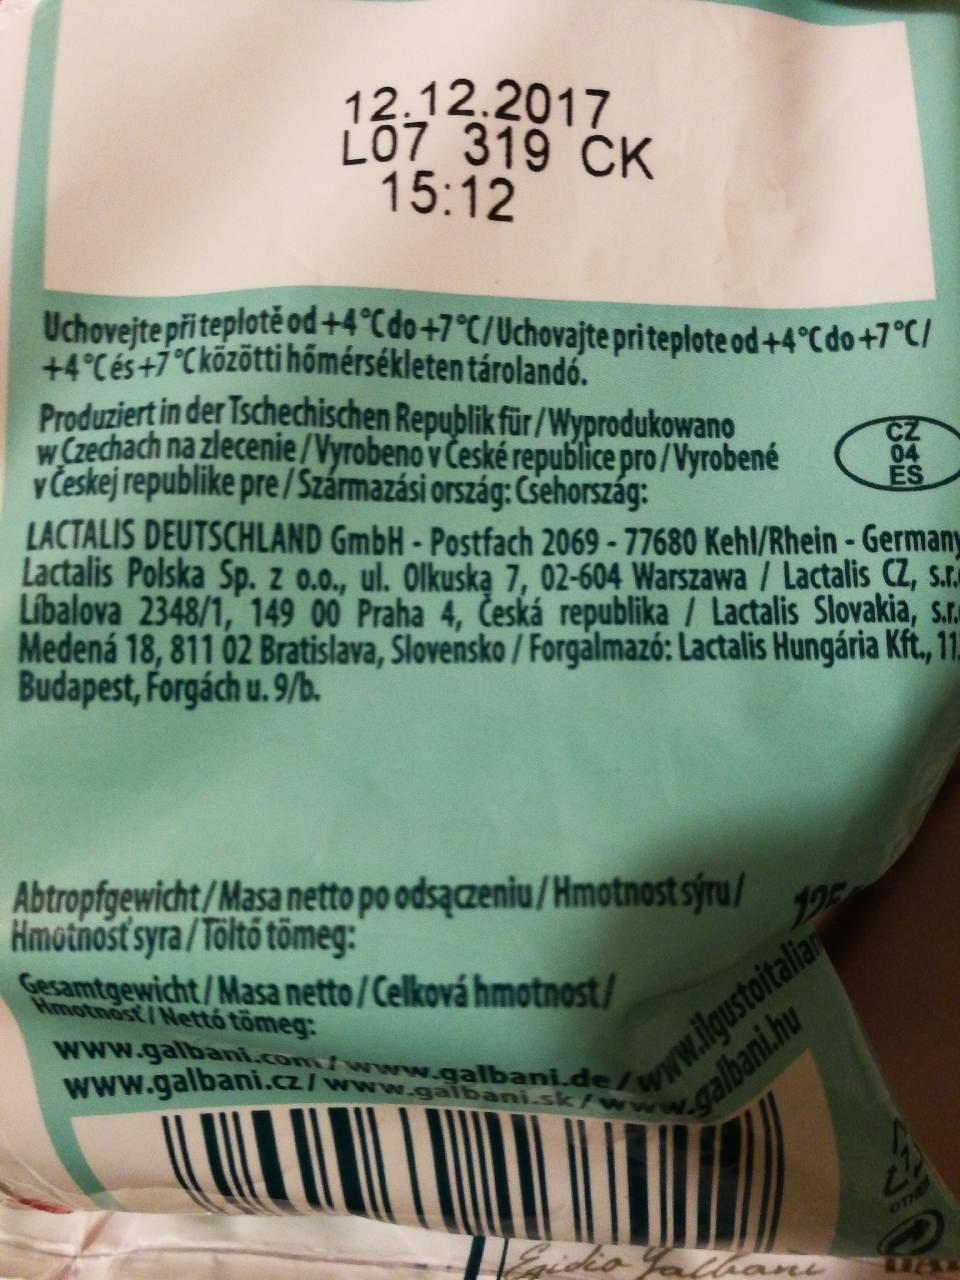 12.12.2017
L07 319 CK
15:12
Uchovejte při teplotě od +4°C do +7°C/Uchovajte pri teplote od +4°C do +7°C/
+4°C és +7°C közötti hőmérsékleten tárolandó.
Produziert in der Tschechischen Republik für/Wyprodukowano
w Czechach na zlecenie/Vyrobeno v České republice pro/Vyrobené
v Českej republike pre/Származási ország: Csehország:
CZ
04
ES
LACTALIS DEUTSCHLAND GmbH - Postfach 2069 - 77680 Kehl/Rhein - Germany
Lactalis Polska Sp. z o.o., ul. Olkuska 7, 02-604 Warszawa / Lactalis CZ, s.r.
Líbalova 2348/1, 149 00 Praha 4, Česká republika / Lactalis Slovakia, s.r.
Medená 18, 811 02 Bratislava, Slovensko / Forgalmazó: Lactalis Hungária Kft.,
Budapest, Forgách u. 9/b.
Abtropfgewicht/Masa netto po odsączeniu/Hmotnost sýru/
Hmotnosť syra/Töltő tömeg:
Gesamtgewicht/Masa netto/Celková hmotnost/
Hmotnosť/Nettó tömeg:
www.galbani.com/www.galbani.de/www.ilgustoitalian
www.galbani.cz/www.galbani.sk/www.galbani.hu
Egidio Galbani